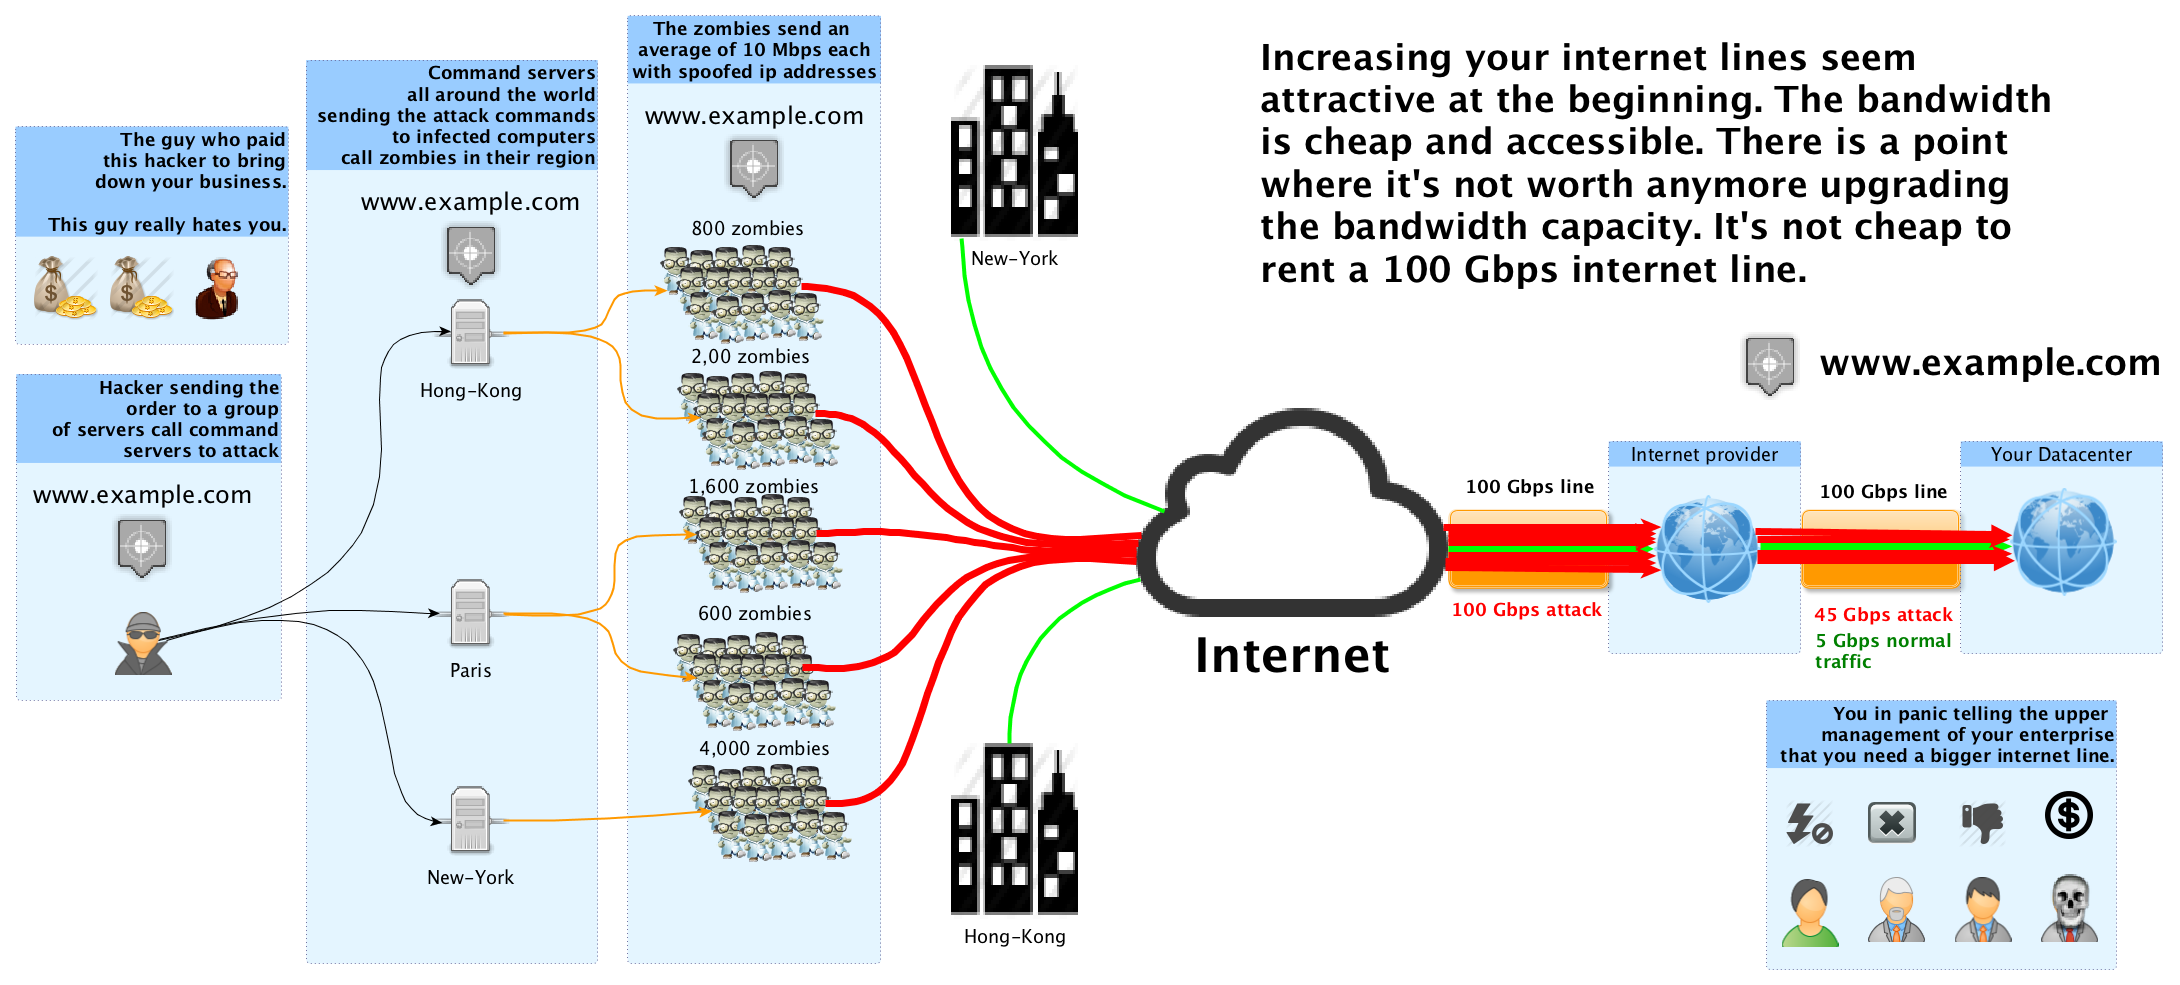 The guy who paid
this hacker to bring
down your business.
This guy really hates you.
Hacker sending the
order to a group
of servers call command
servers to attack
www.example.com
Command servers
all around the world
sending the attack commands
to infected computers
call zombies in their region
www.example.com
Hong-Kong
Paris
New-York
The zombies send an
average of 10 Mbps each
with spoofed ip addresses
www.example.com
800 zombies
2,00 zombies
1,600 zombies
600 zombies
4,000 zombies
New-York
Hong-Kong
Internet
Increasing your internet lines seem
attractive at the beginning. The bandwidth
is cheap and accessible. There is a point
where it's not worth anymore upgrading
the bandwidth capacity. It's not cheap to
rent a 100 Gbps internet line.
www.example.com
100 Gbps line
100 Gbps attack
Internet provider
100 Gbps line
45 Gbps attack
5 Gbps normal
traffic
Your Datacenter
You in panic telling the upper
management of your enterprise
that you need a bigger internet line.